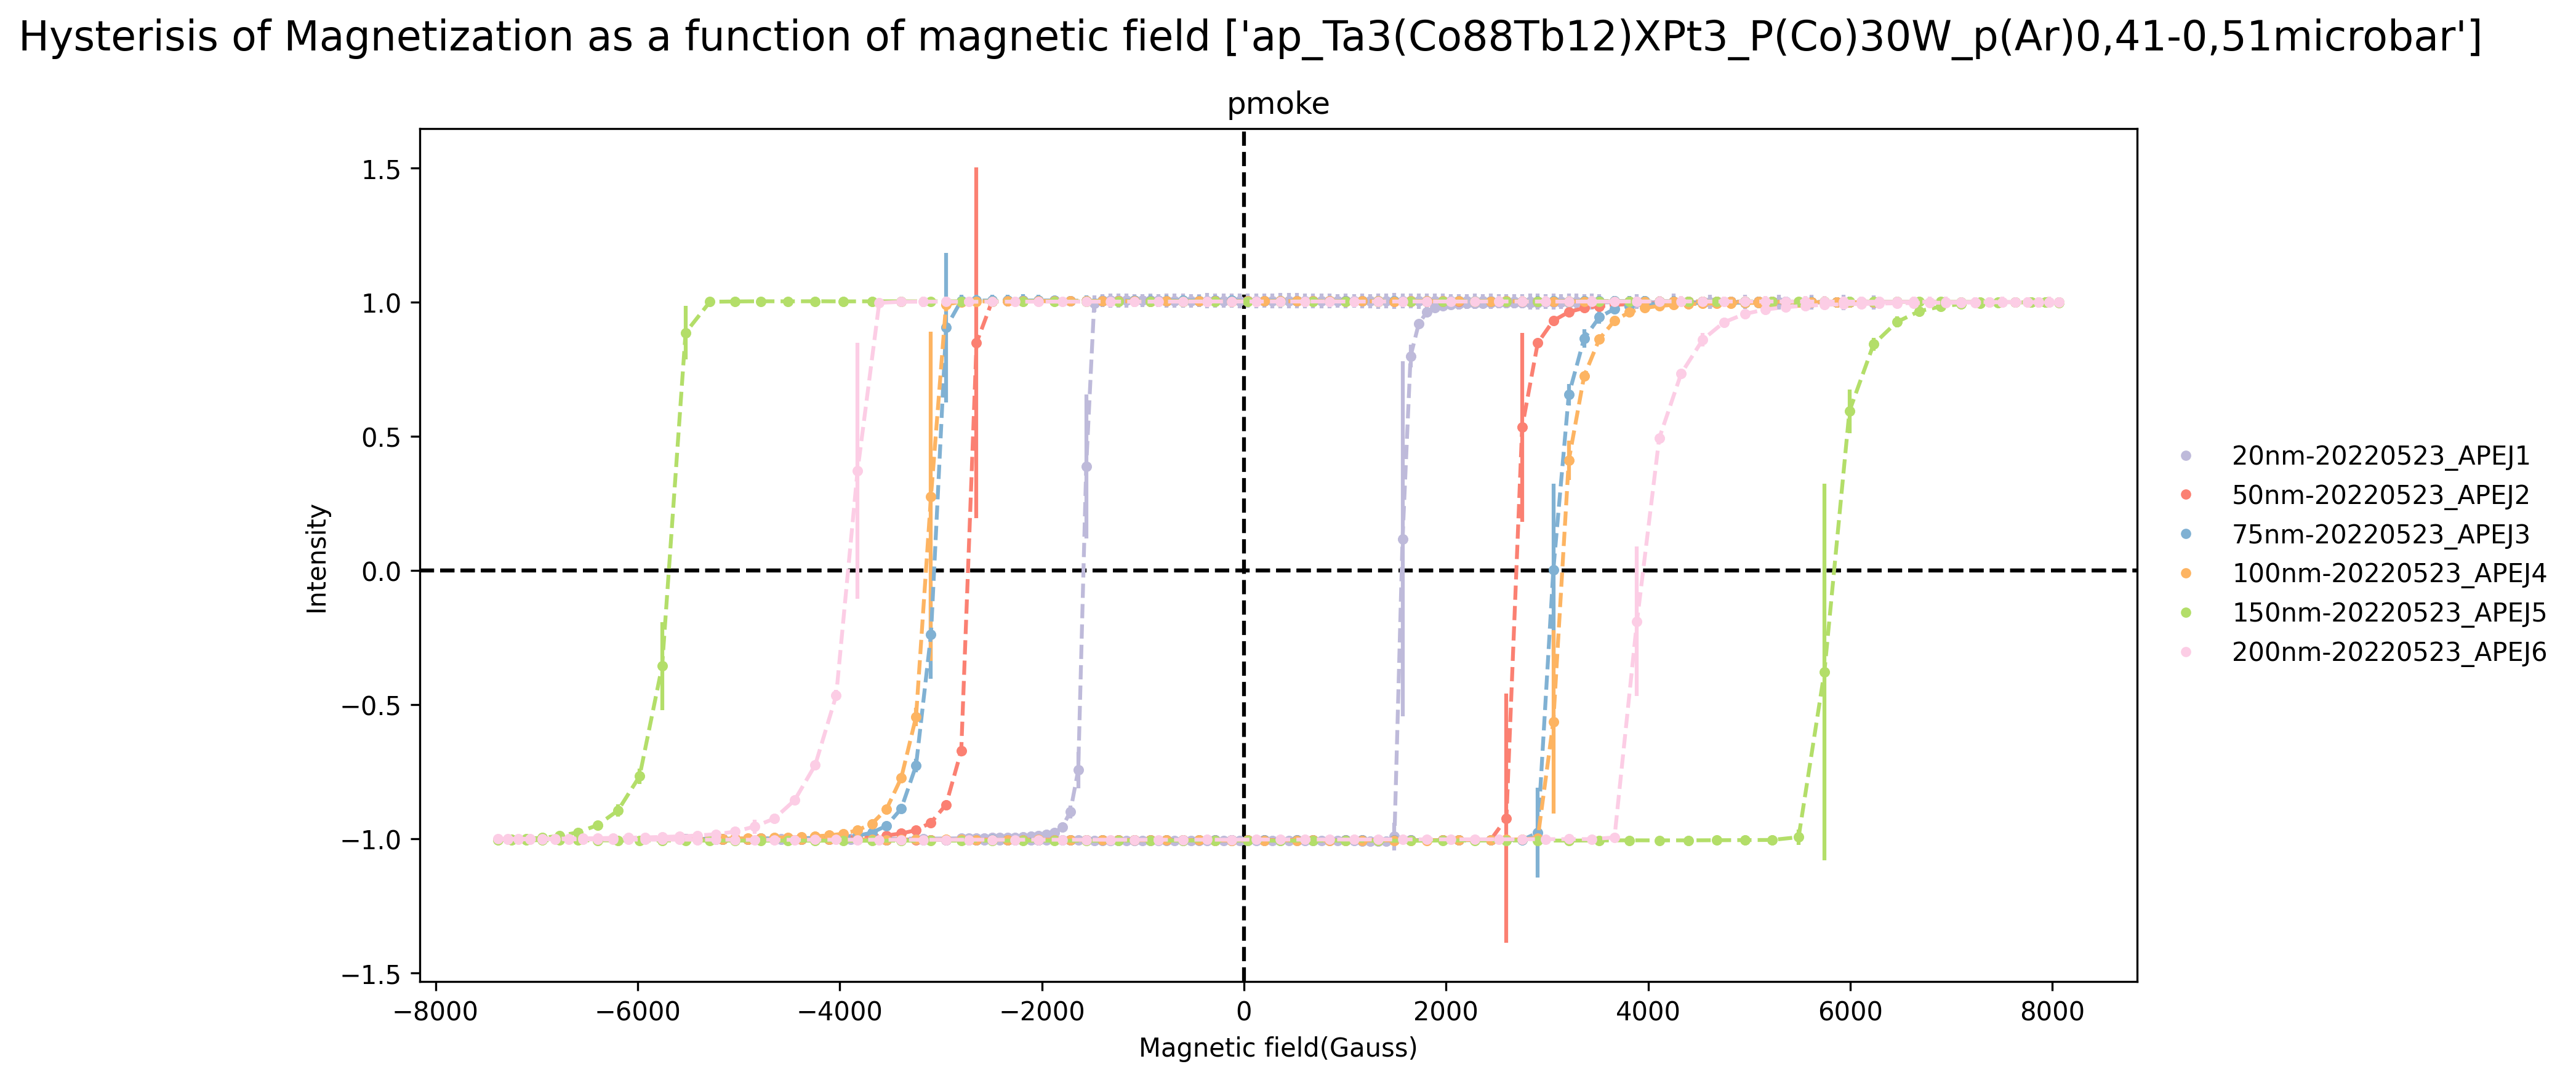 Hysterisis of Magnetization as a function of magnetic field ['ap_Ta3(Co88Tb12)XPt3_P(Co)30W_p(Ar)0,41-0,51microbar']
pmoke
1.5
1.0
0.5
0.0
−0.5
−1.0
−1.5
Intensity
−8000
−6000
−4000
−2000
0
2000
4000
6000
8000
Magnetic field(Gauss)
20nm-20220523_APEJ1
50nm-20220523_APEJ2
75nm-20220523_APEJ3
100nm-20220523_APEJ4
150nm-20220523_APEJ5
200nm-20220523_APEJ6